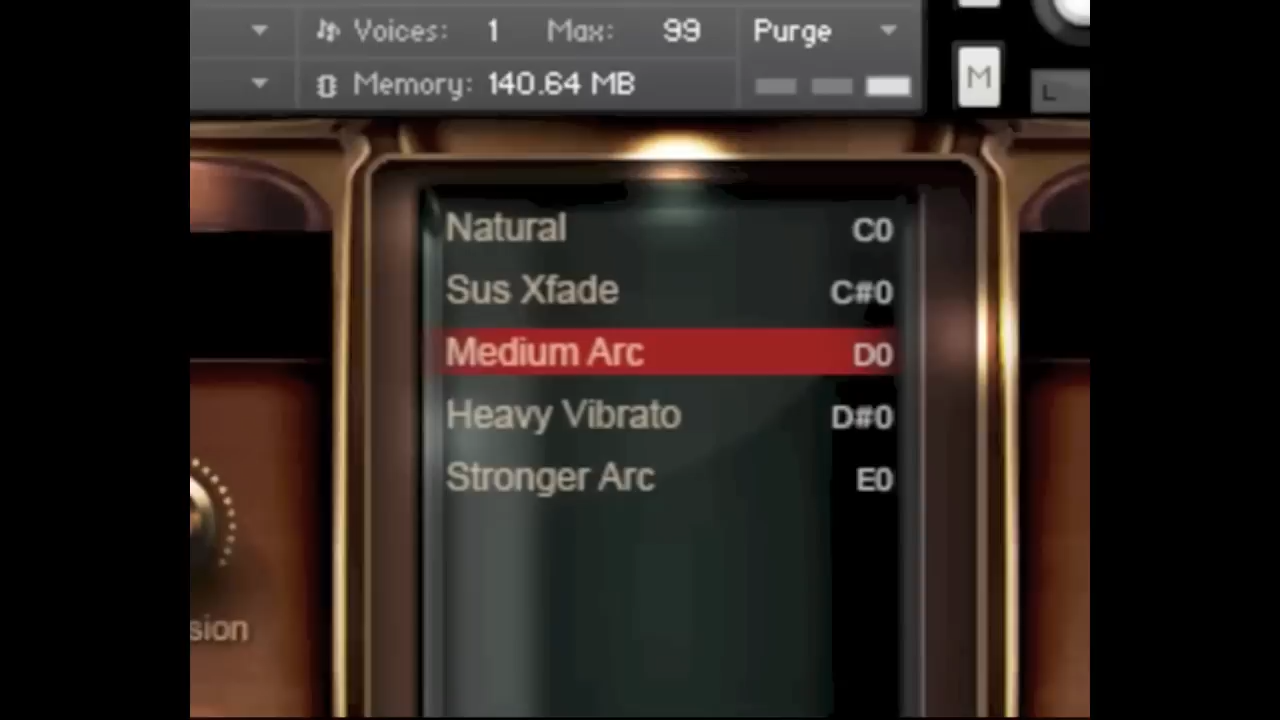 Voices: 1 Max: 99 Purge
Memory: 140.64 MB
M
L
Natural C0
Sus Xfade C#0
Medium Arc D0
Heavy Vibrato D#0
Stronger Arc E0
sion